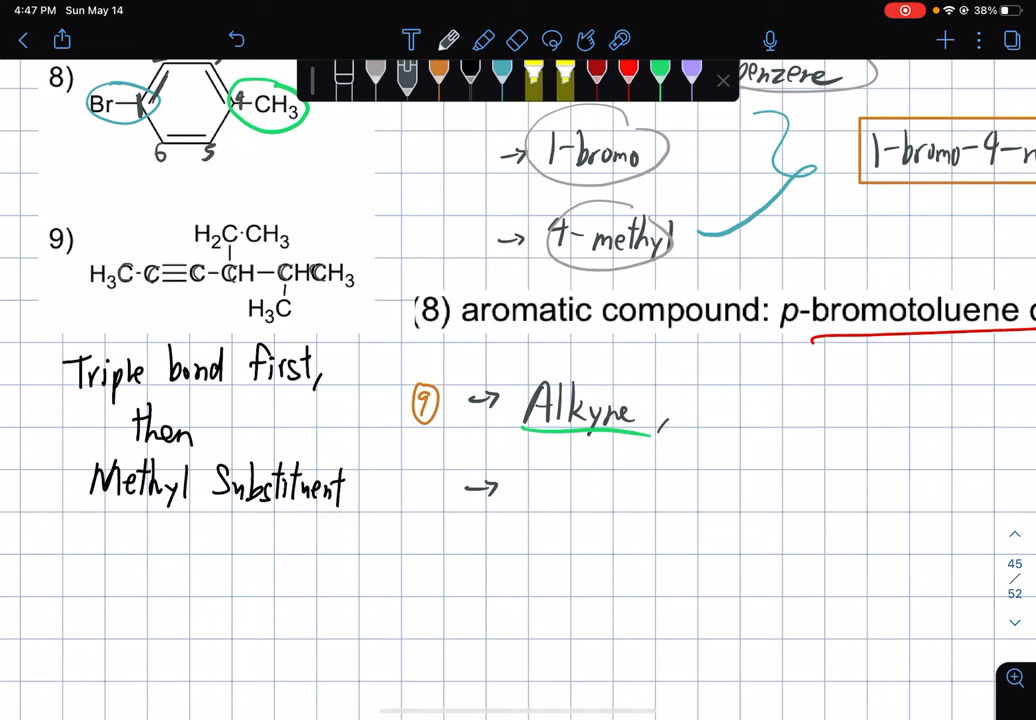 4:47 PM Sun May 14
38%
8)
Br
CH₃
1
4
6
5
benzene
→ 1-bromo
→ 4-methyl
1-bromo-4-
9)
H₂C·CH₃
H₃C·C≡C-CH-CHCH₃
H₃C
(8) aromatic compound: p-bromotoluene
Triple bond first,
then
Methyl Substituent
9 → Alkyne,
→
45
/
52